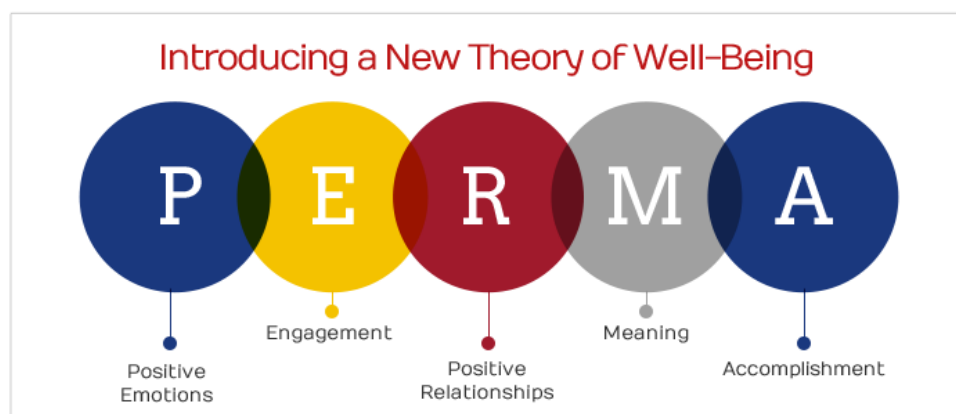 Introducing a New Theory of Well-Being
P E R M A
Positive
Emotions
Engagement
Positive
Relationships
Meaning
Accomplishment